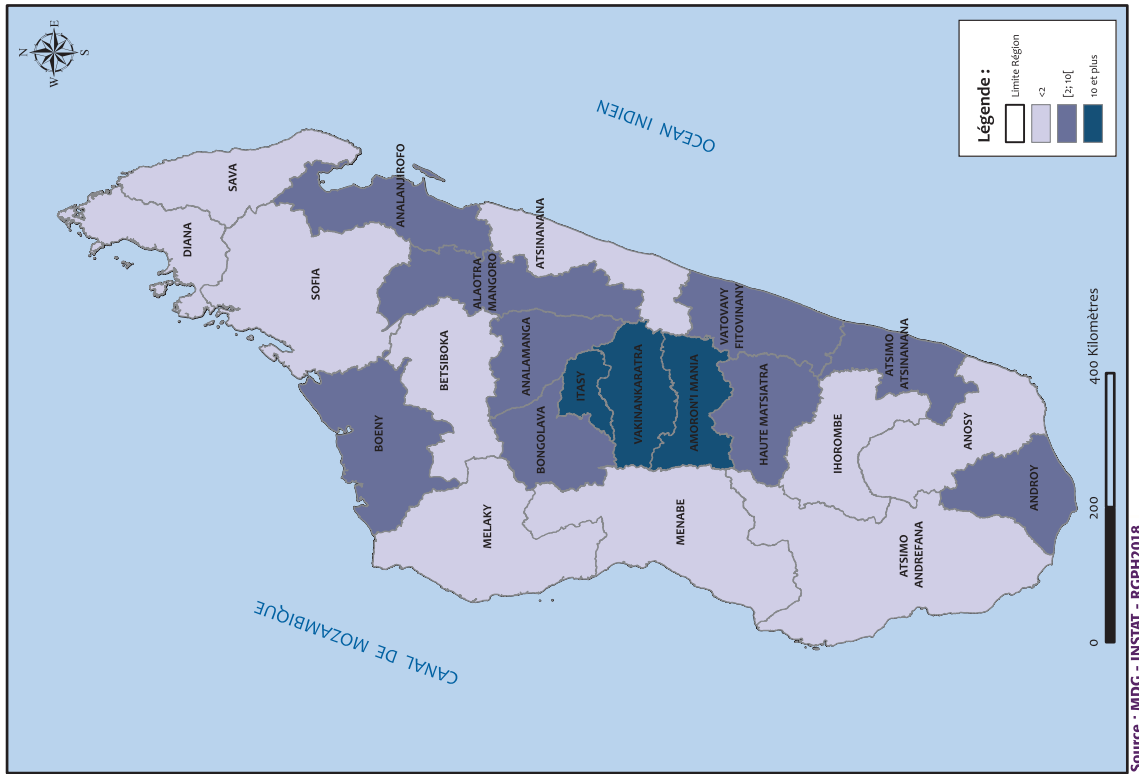 N
W
E
S
DIANA
SAVA
SOFIA
ANALANJIROFO
BOENY
BETSIBOKA
ALAOTRA
MANGORO
ATSINANANA
MELAKY
BONGOLAVA
ANALAMANGA
ITASY
VAKINANKARATRA
AMORON'I MANIA
VATOVAVY
FITOVINANY
MENABE
HAUTE MATSIATRA
IHOROMBE
ATSIMO
ATSINANANA
ATSIMO
ANDREFANA
ANOSY
ANDROY
CANAL DE MOZAMBIQUE
OCEAN INDIEN
Légende :
Limite Région
<2
[2; 10[
10 et plus
0
200
400 Kilomètres
Source : MDG - INSTAT - RGPH2018